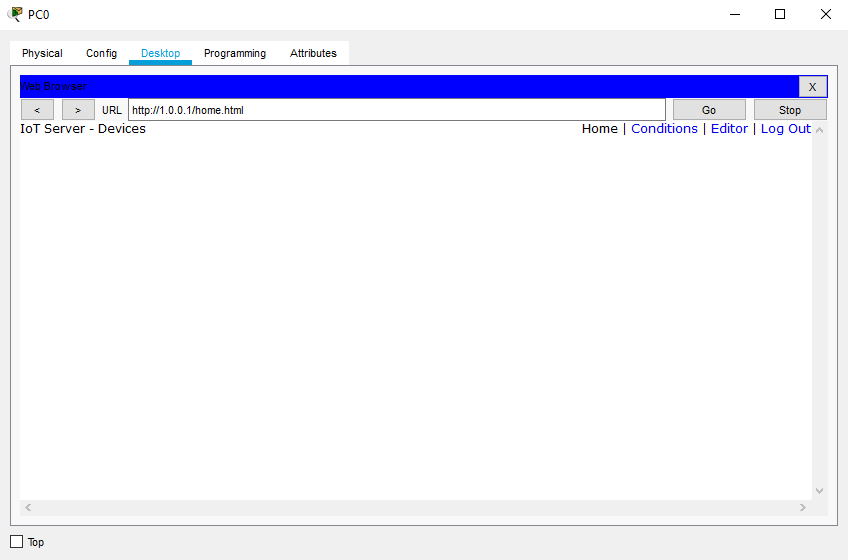 PC0
Physical Config Desktop Programming Attributes
Web Browser X
< > URL http://1.0.0.1/home.html Go Stop
IoT Server - Devices Home | Conditions | Editor | Log Out
Top